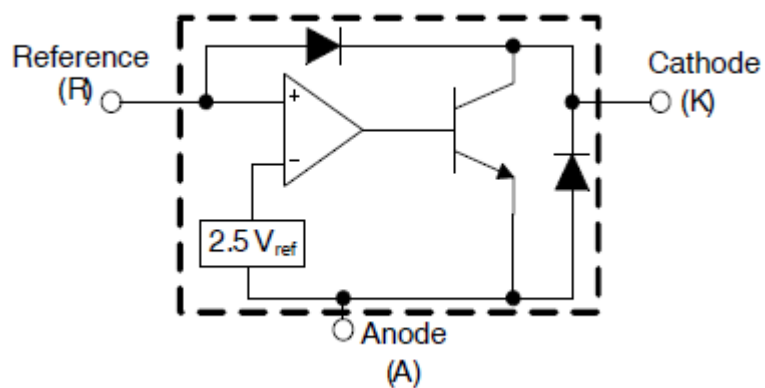 Reference
(R)
Cathode
(K)
+
−
2.5 Vref
Anode
(A)